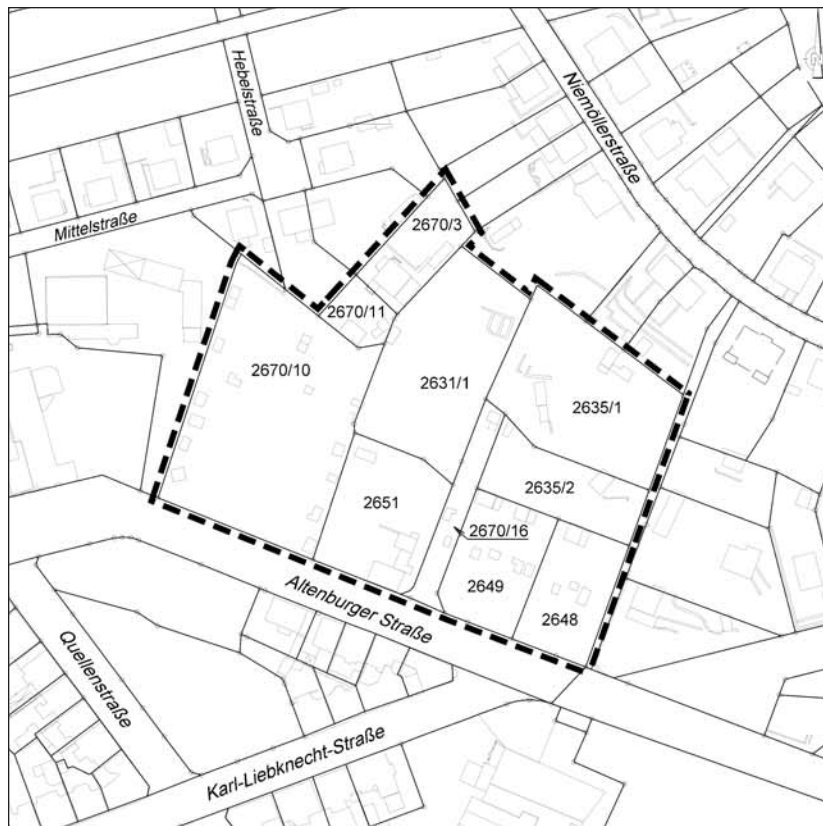 Hebelstraße
Niemöllerstraße
Mittelstraße
2670/3
2670/11
2670/10
2631/1
2635/1
2635/2
2651
2670/16
2649
2648
Altenburger Straße
Quellenstraße
Karl-Liebknecht-Straße